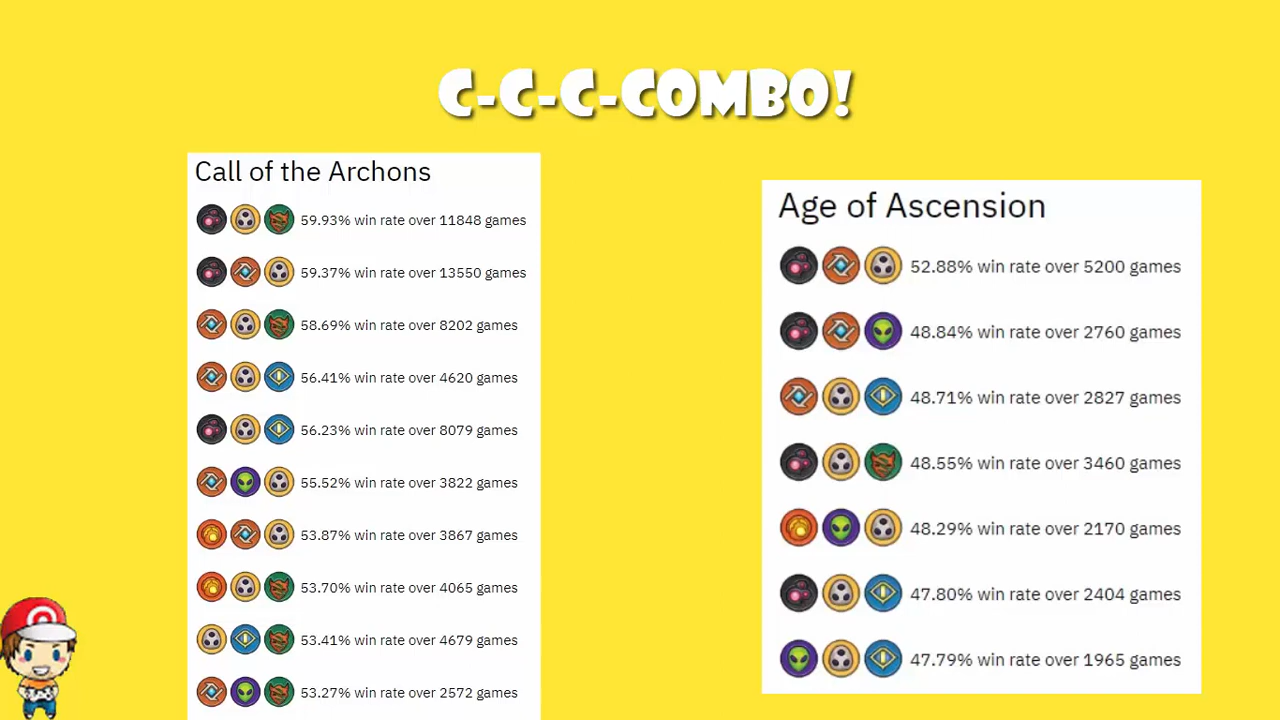 C-C-C-COMBO!
Call of the Archons
59.93% win rate over 11848 games
59.37% win rate over 13550 games
58.69% win rate over 8202 games
56.41% win rate over 4620 games
56.23% win rate over 8079 games
55.52% win rate over 3822 games
53.87% win rate over 3867 games
53.70% win rate over 4065 games
53.41% win rate over 4679 games
53.27% win rate over 2572 games
Age of Ascension
52.88% win rate over 5200 games
48.84% win rate over 2760 games
48.71% win rate over 2827 games
48.55% win rate over 3460 games
48.29% win rate over 2170 games
47.80% win rate over 2404 games
47.79% win rate over 1965 games